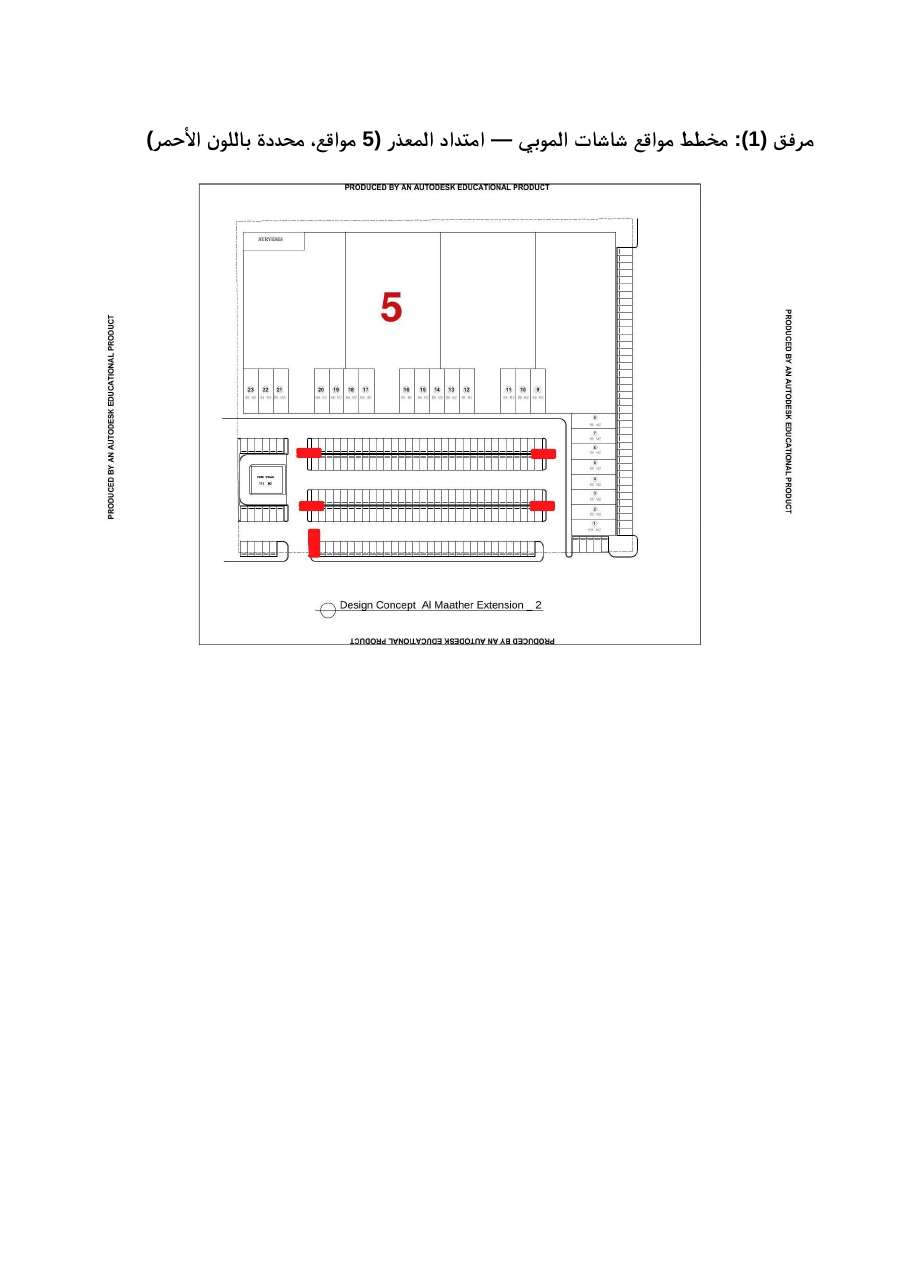 مرفق (1): مخطط مواقع شاشات الموبي — امتداد المعذر (5 مواقع، محددة باللون الأحمر)
PRODUCED BY AN AUTODESK EDUCATIONAL PRODUCT
5
23 22 21 20 19 18 17 16 15 14 13 12 11 10 9
8
7
6
5
4
3
2
1
PRODUCED BY AN AUTODESK EDUCATIONAL PRODUCT
PRODUCED BY AN AUTODESK EDUCATIONAL PRODUCT
Design Concept Al Maather Extension _ 2
PRODUCED BY AN AUTODESK EDUCATIONAL PRODUCT